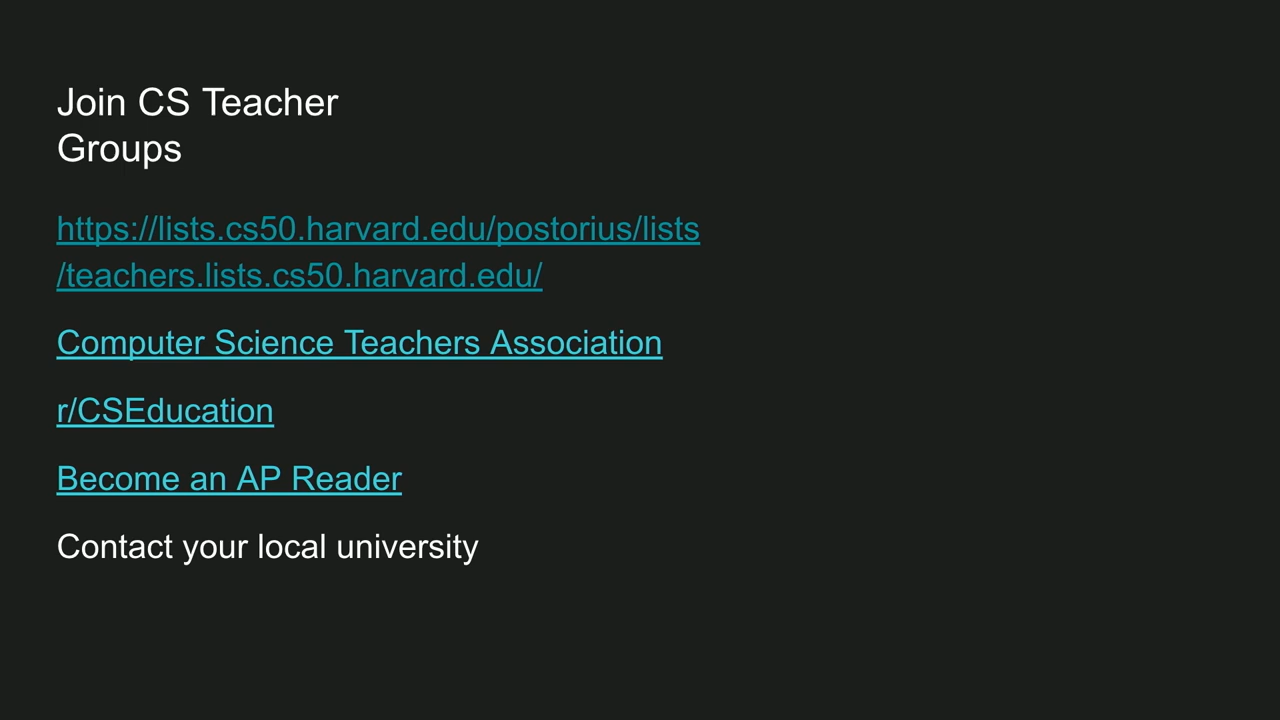 Join CS Teacher
Groups
https://lists.cs50.harvard.edu/postorius/lists
/teachers.lists.cs50.harvard.edu/
Computer Science Teachers Association
r/CSEducation
Become an AP Reader
Contact your local university